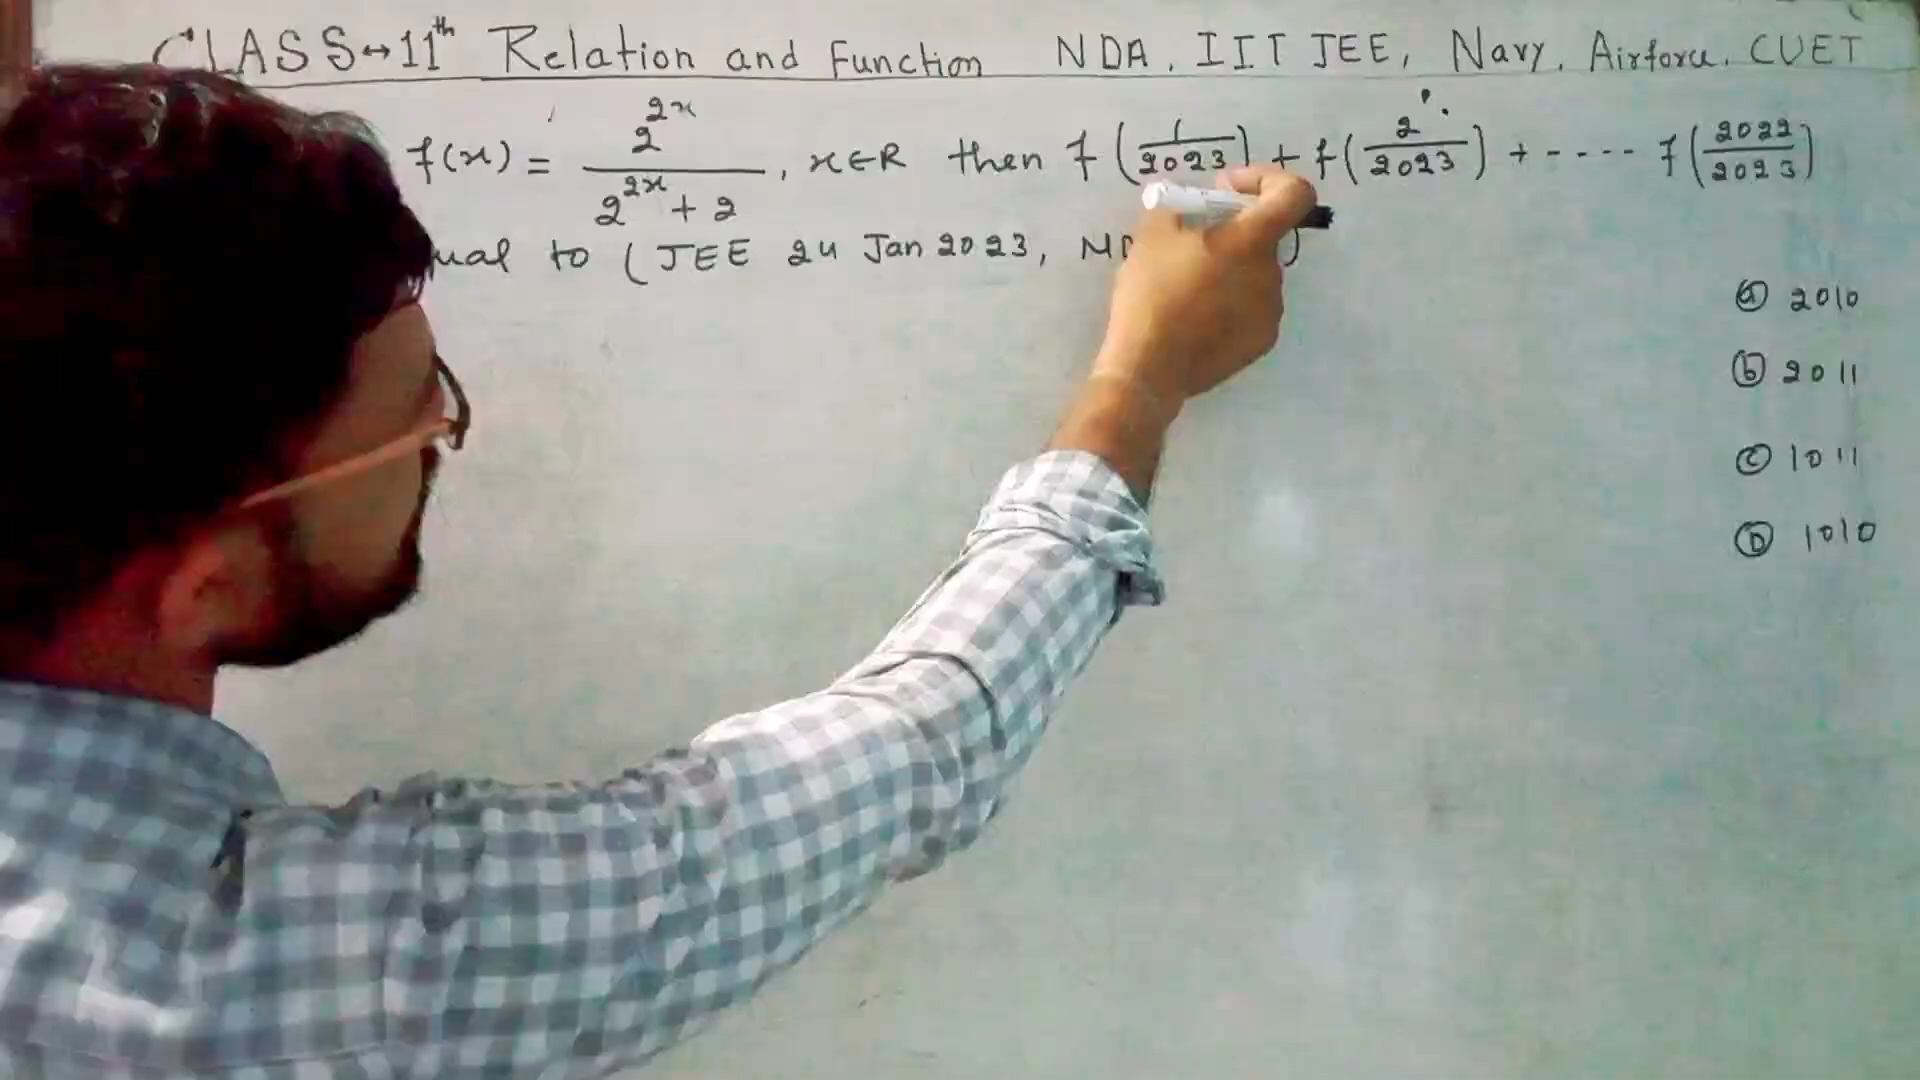 CLASS→11th Relation and Function NDA, IIT JEE, Navy, Airforce, CUET
f(x) = 2^2x / 2^2x + 2 , x∈R then f(1/2023) + f(2/2023) + ---- f(2022/2023)
ual to (JEE 24 Jan 2023, )
(a) 2010
(b) 2011
(c) 1011
(D) 1010